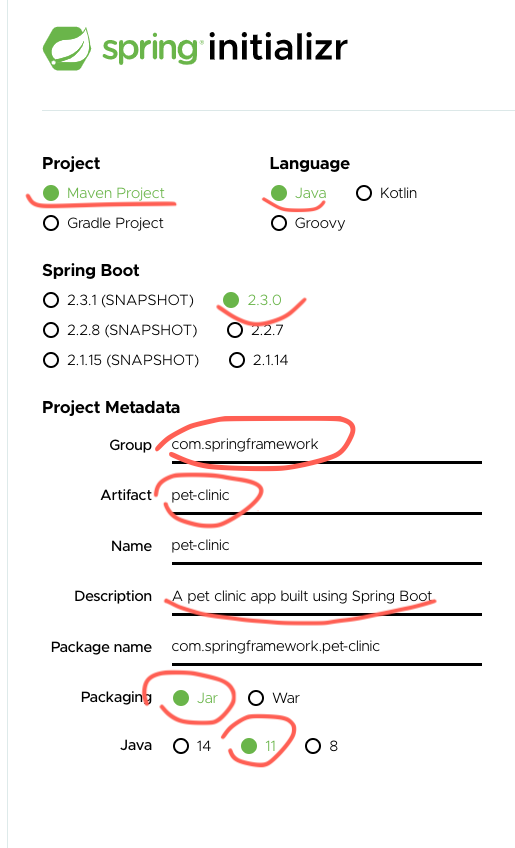 spring initializr
Project Language
Maven Project Java Kotlin
Gradle Project Groovy
Spring Boot
2.3.1 (SNAPSHOT) 2.3.0
2.2.8 (SNAPSHOT) 2.2.7
2.1.15 (SNAPSHOT) 2.1.14
Project Metadata
Group com.springframework
Artifact pet-clinic
Name pet-clinic
Description A pet clinic app built using Spring Boot
Package name com.springframework.pet-clinic
Packaging Jar War
Java 14 11 8